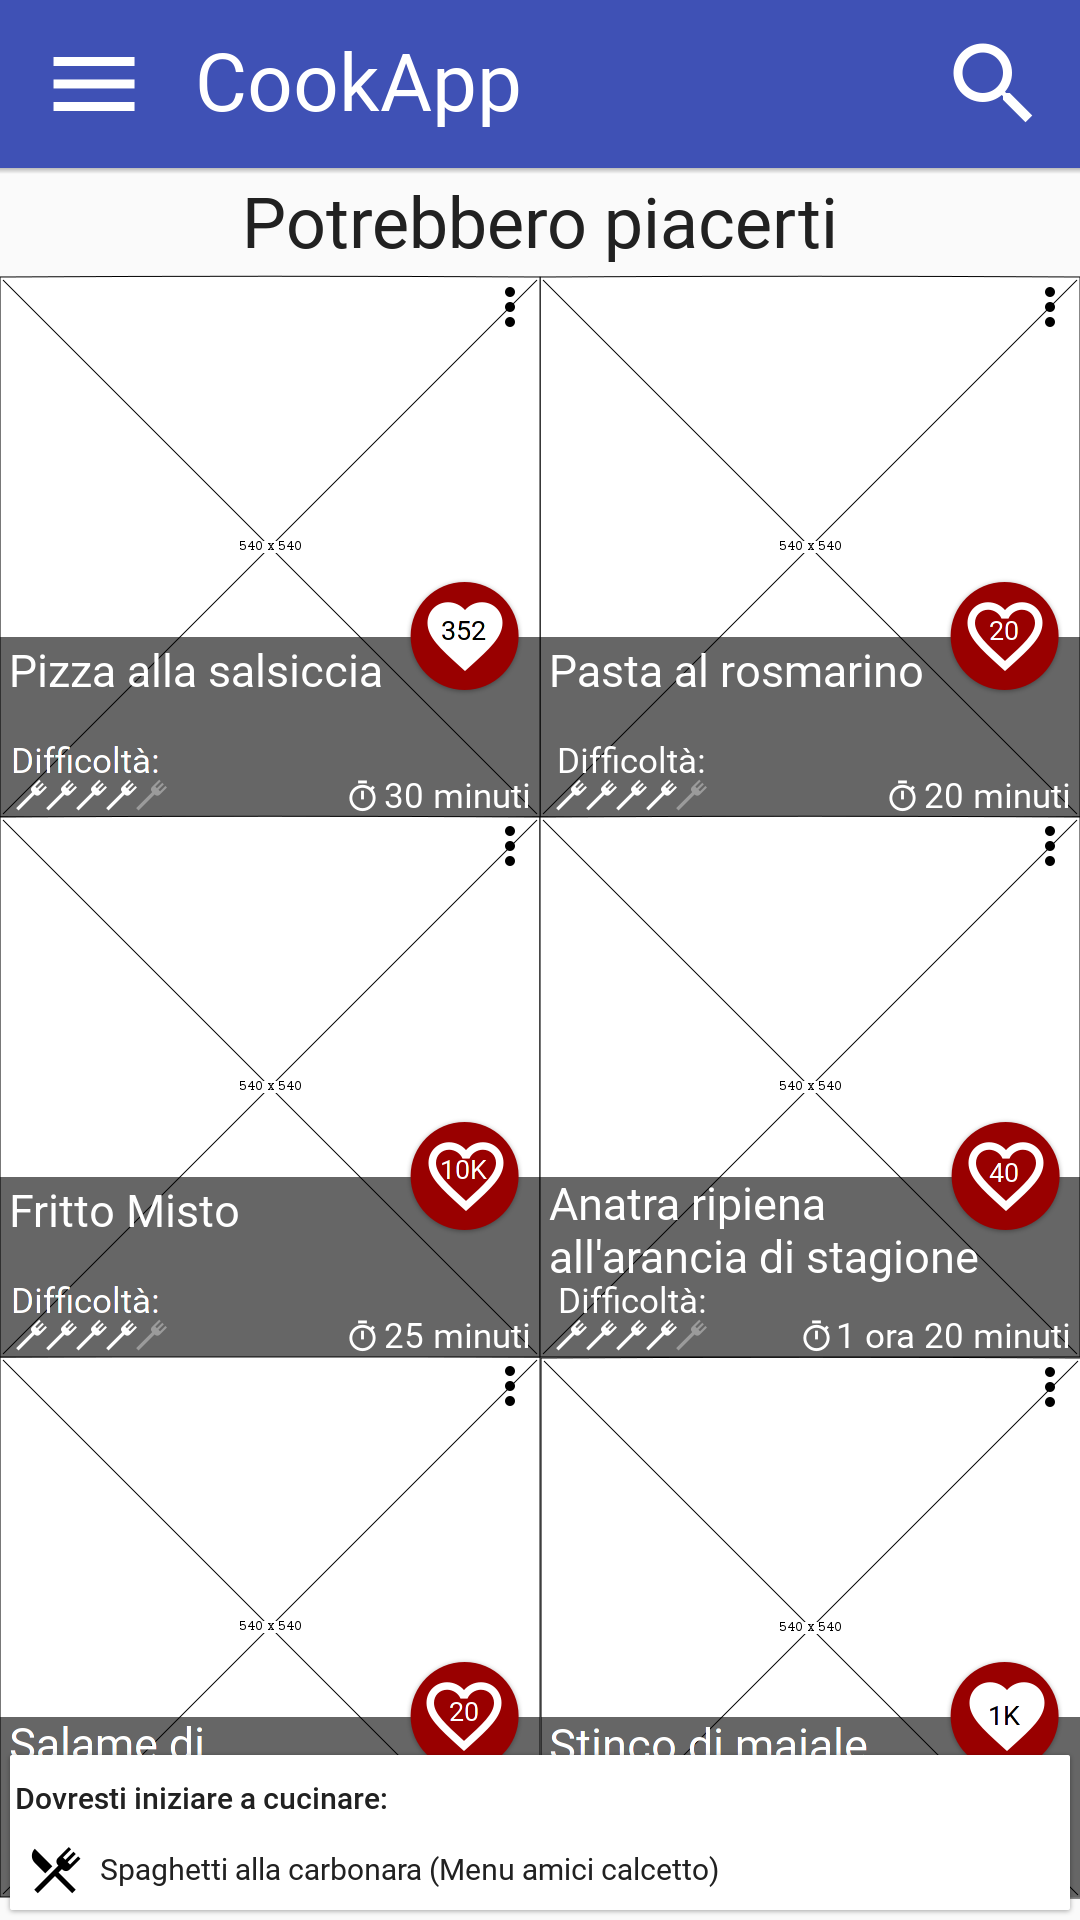 CookApp
Potrebbero piacerti
540 x 540
540 x 540
352
20
Pizza alla salsiccia
Pasta al rosmarino
Difficoltà:
Difficoltà:
30 minuti
20 minuti
540 x 540
540 x 540
10K
40
Fritto Misto
Anatra ripiena
all'arancia di stagione
Difficoltà:
Difficoltà:
25 minuti
1 ora 20 minuti
540 x 540
540 x 540
20
1K
Salame di
Stinco di maiale
Dovresti iniziare a cucinare:
Spaghetti alla carbonara (Menu amici calcetto)